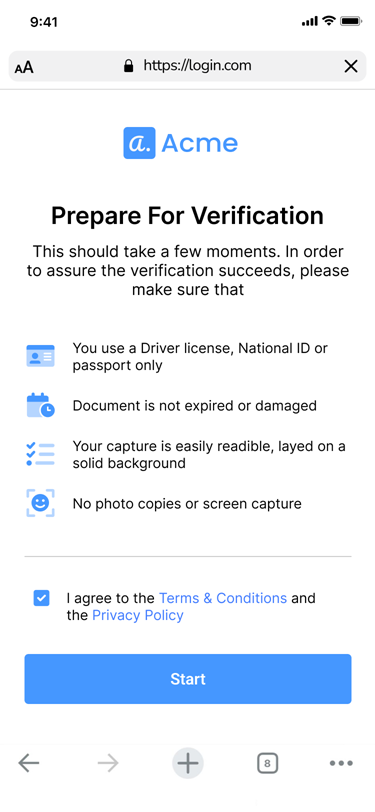 9:41
AA
https://login.com
a. Acme
Prepare For Verification
This should take a few moments. In order
to assure the verification succeeds, please
make sure that
You use a Driver license, National ID or
passport only
Document is not expired or damaged
Your capture is easily readible, layed on a
solid background
No photo copies or screen capture
I agree to the Terms & Conditions and
the Privacy Policy
Start
8